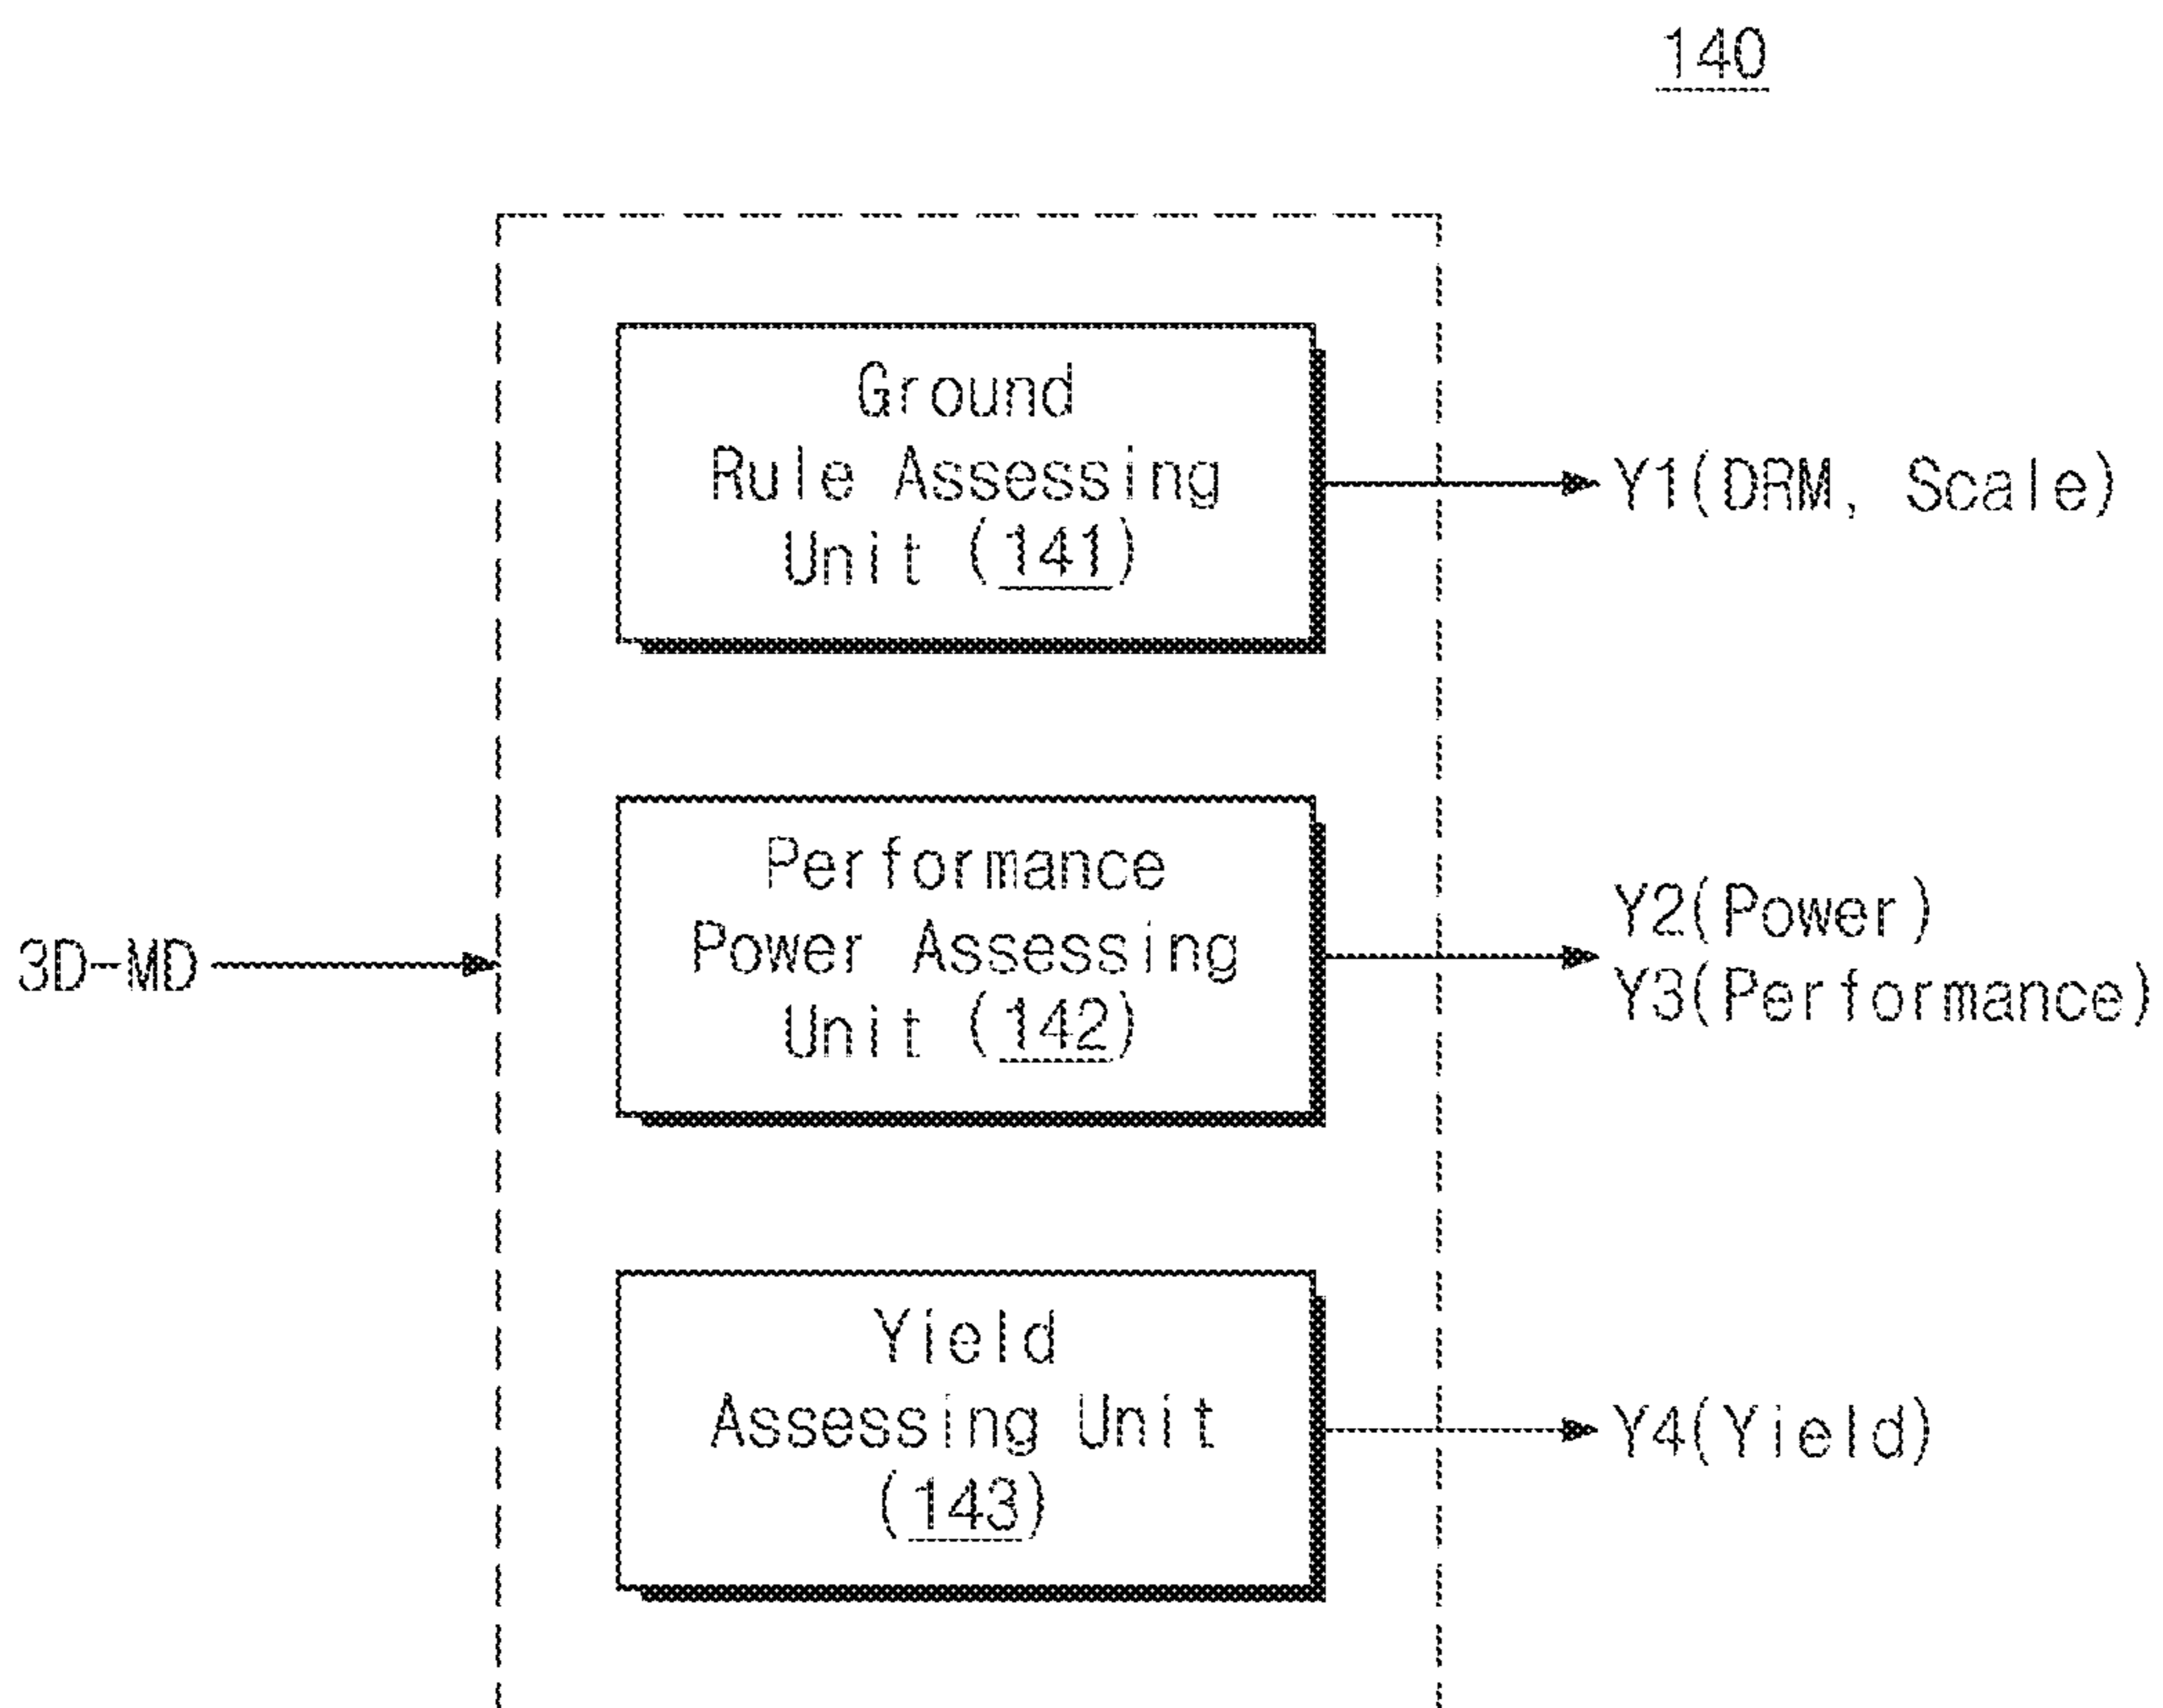 140
Ground
Rule Assessing
Unit (141)
Y1(DRM, Scale)
3D-MD
Performance
Power Assessing
Unit (142)
Y2(Power)
Y3(Performance)
Yield
Assessing Unit
(143)
Y4(Yield)